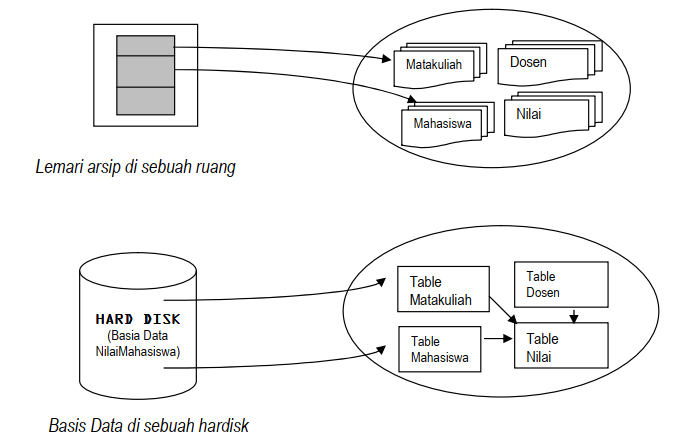 Matakuliah
Dosen
Mahasiswa
Nilai
Lemari arsip di sebuah ruang
HARD DISK
(Basia Data
NilaiMahasiswa)
Table
Matakuliah
Table
Dosen
Table
Mahasiswa
Table
Nilai
Basis Data di sebuah hardisk